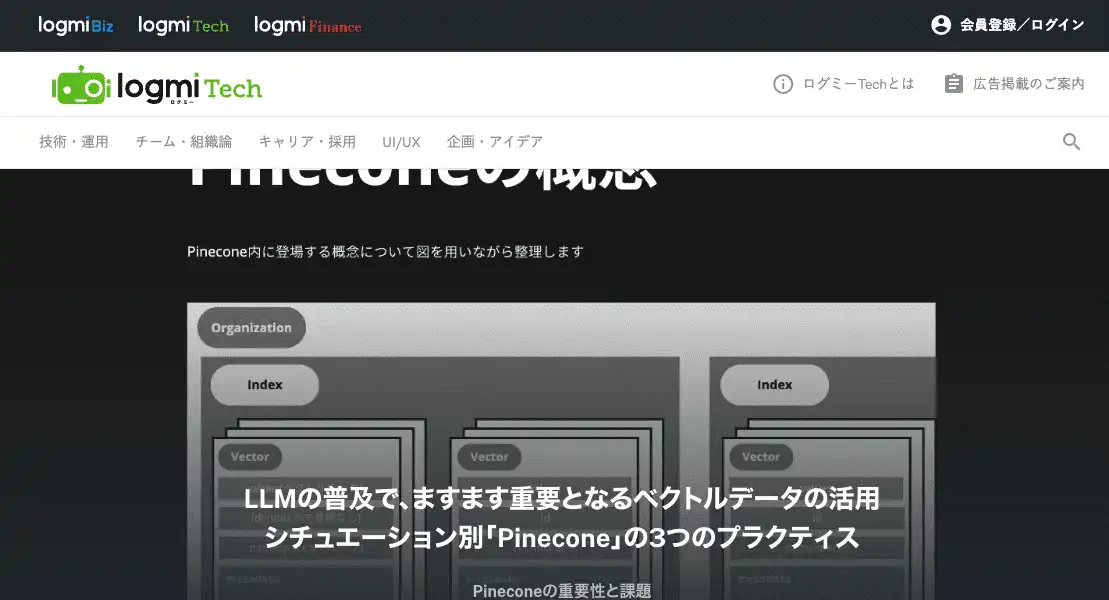 logmi Biz logmi Tech logmi Finance 会員登録／ログイン
logmi Tech ログミー ログミーTechとは 広告掲載のご案内
技術・運用 チーム・組織論 キャリア・採用 UI/UX 企画・アイデア
Pineconeの概念
Pinecone内に登場する概念について図を用いながら整理します
Organization
Index Index
Vector Vector Vector
LLMの普及で、ますます重要となるベクトルデータの活用
シチュエーション別「Pinecone」の3つのプラクティス
Pineconeの重要性と課題